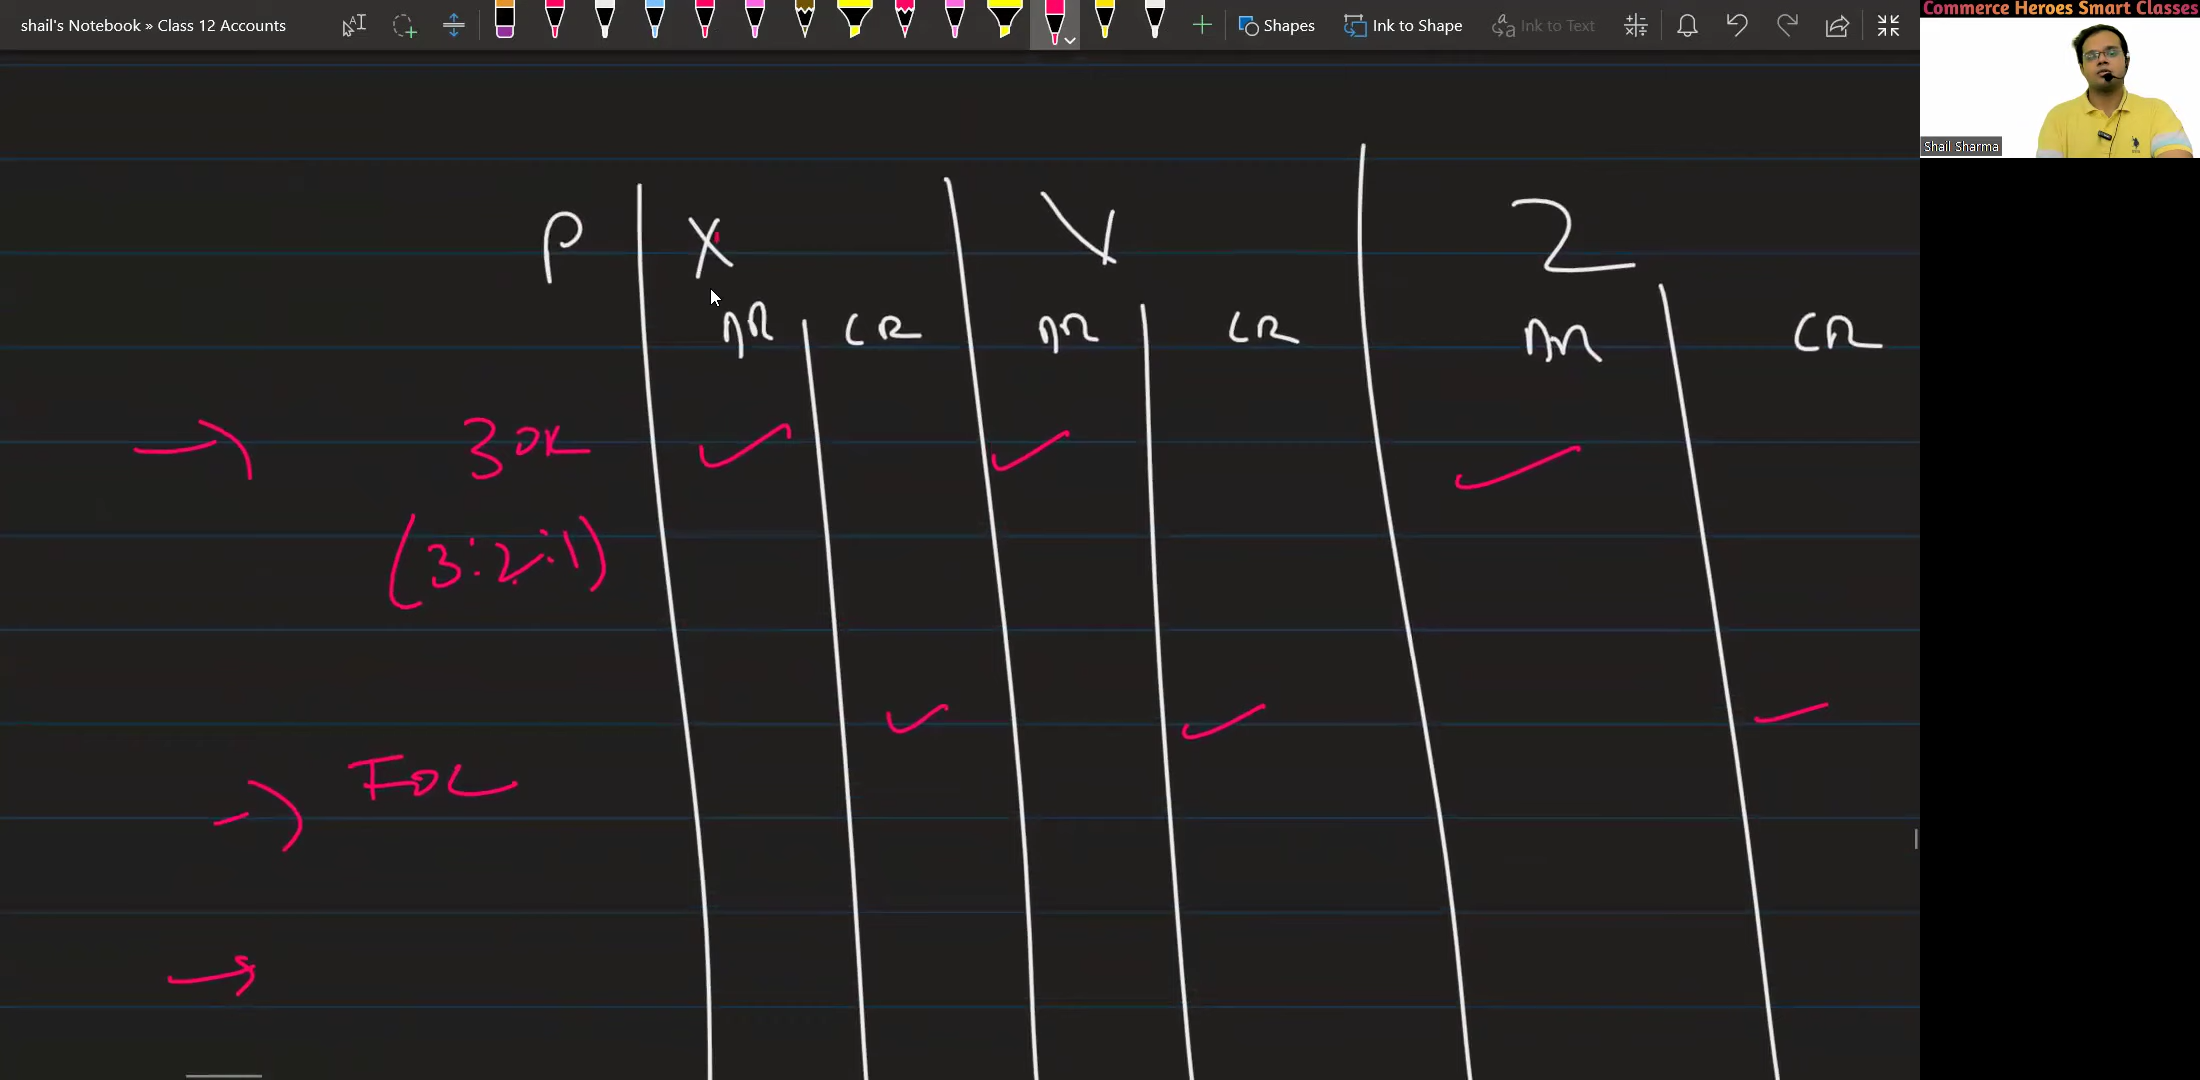 shail's Notebook » Class 12 Accounts
Shapes
Ink to Shape
Ink to Text
Commerce Heroes Smart Classes
Shail Sharma
P X Y Z
DR CR DR CR DR CR
30K
(3:2:1)